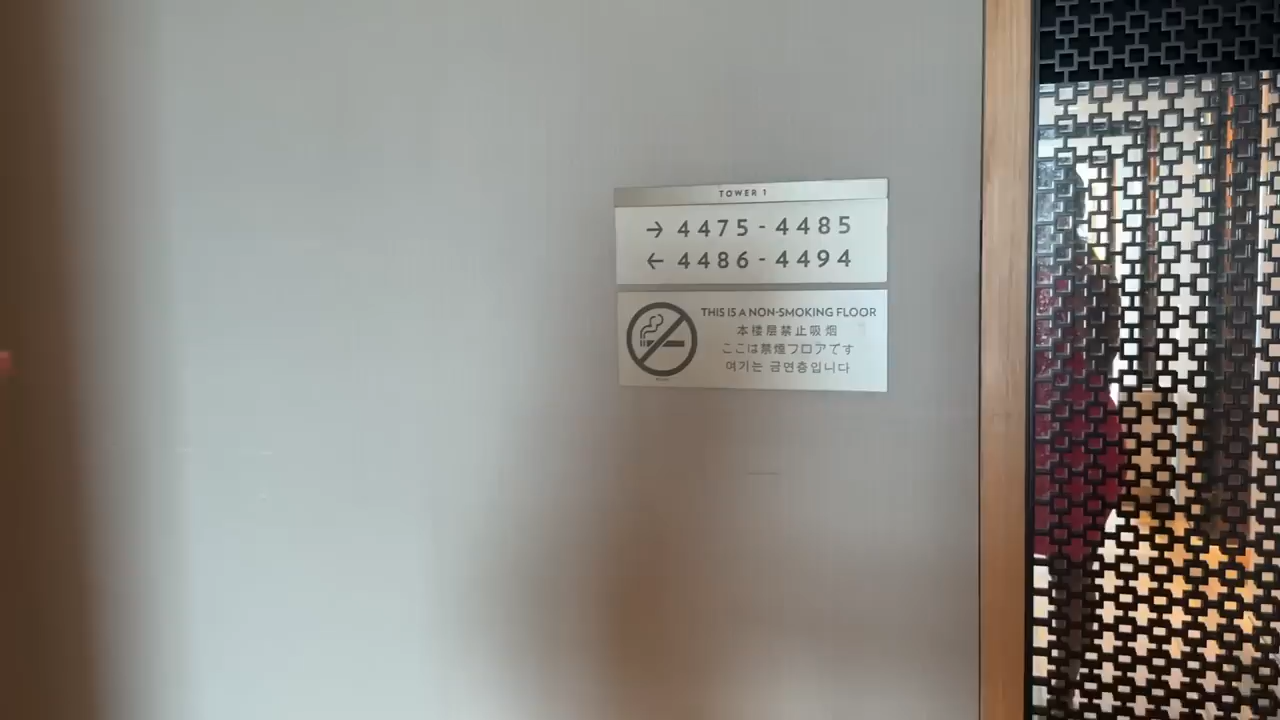 TOWER 1
→ 4475 - 4485
← 4486 - 4494
THIS IS A NON-SMOKING FLOOR
本楼层禁止吸烟
ここは禁煙フロアです
여기는 금연층입니다